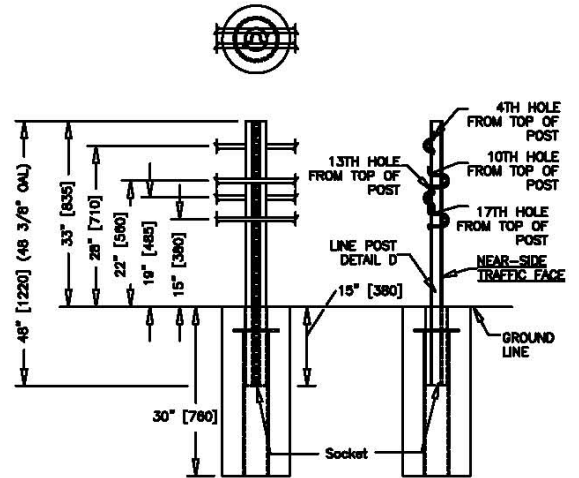 48" [1220] (48 3/8" OAL)
33" [835]
28" [710]
22" [560]
19" [485]
15" [380]
30" [760]
15" [380]
4TH HOLE
FROM TOP OF
POST
13TH HOLE
FROM TOP OF
POST
10TH HOLE
FROM TOP OF
POST
17TH HOLE
FROM TOP OF
POST
LINE POST
DETAIL D
NEAR-SIDE
TRAFFIC FACE
GROUND
LINE
Socket